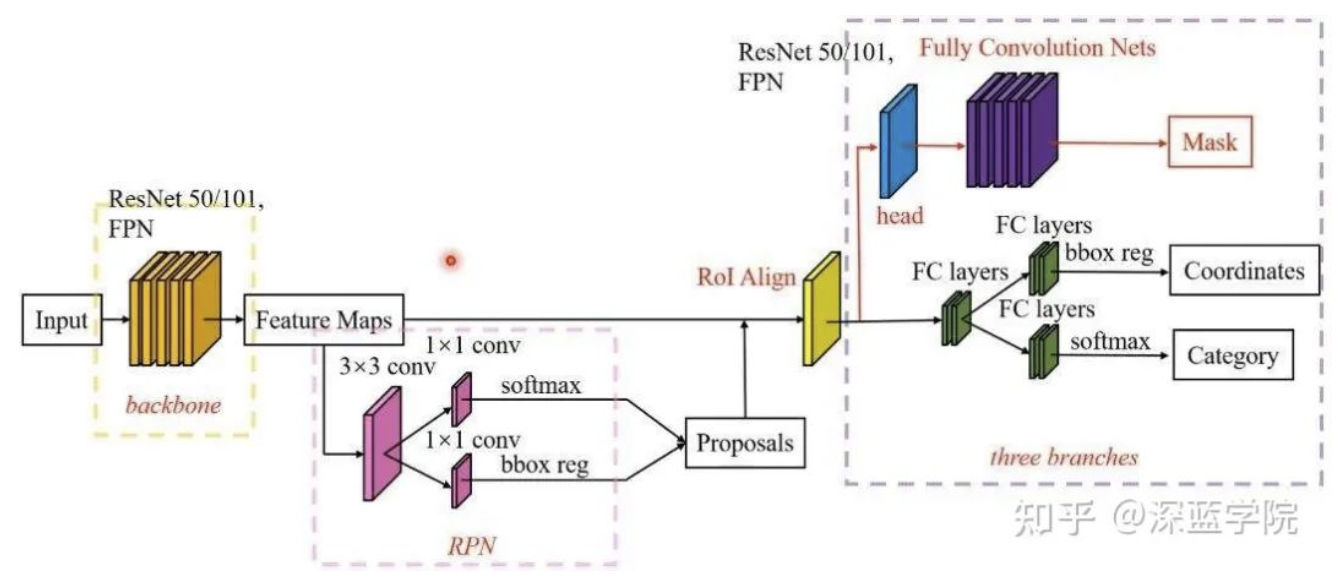 ResNet 50/101,
FPN
Fully Convolution Nets
Mask
head
ResNet 50/101,
FPN
FC layers
bbox reg
Coordinates
RoI Align
FC layers
FC layers
softmax
Category
Input
Feature Maps
backbone
1×1 conv
3×3 conv
softmax
1×1 conv
bbox reg
Proposals
RPN
three branches
知乎 @深蓝学院